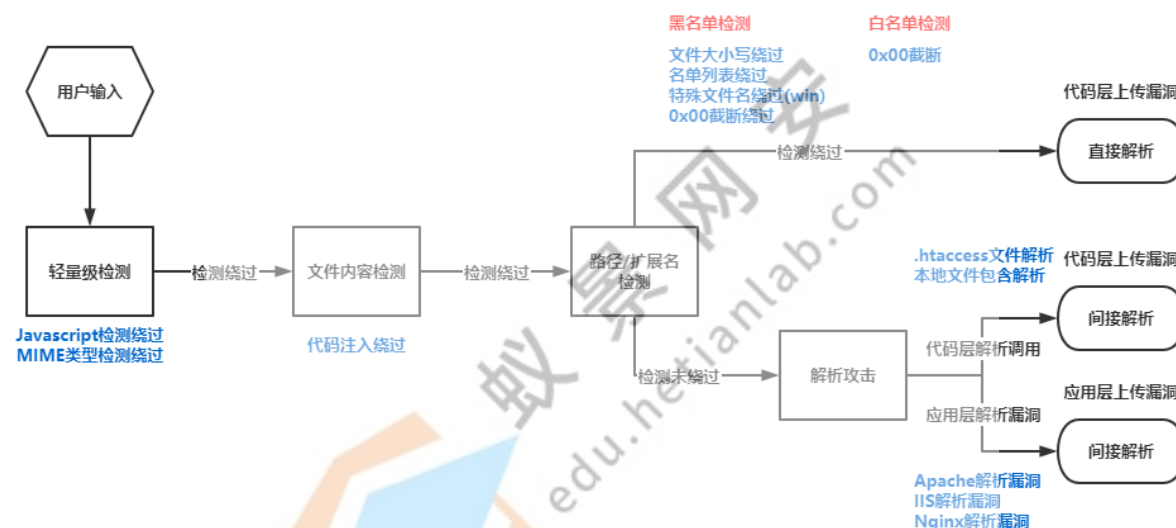 黑名单检测
白名单检测
文件大小写绕过
名单列表绕过
特殊文件名绕过(win)
0x00截断绕过
0x00截断
用户输入
代码层上传漏洞
检测绕过
直接解析
轻量级检测
检测绕过
文件内容检测
检测绕过
路径/扩展名
检测
Javascript检测绕过
MIME类型检测绕过
代码注入绕过
.htaccess文件解析
本地文件包含解析
代码层上传漏洞
间接解析
代码层解析调用
检测未绕过
解析攻击
应用层上传漏洞
应用层解析漏洞
间接解析
Apache解析漏洞
IIS解析漏洞
Nginx解析漏洞
蚁景网安
edu.hetianlab.com